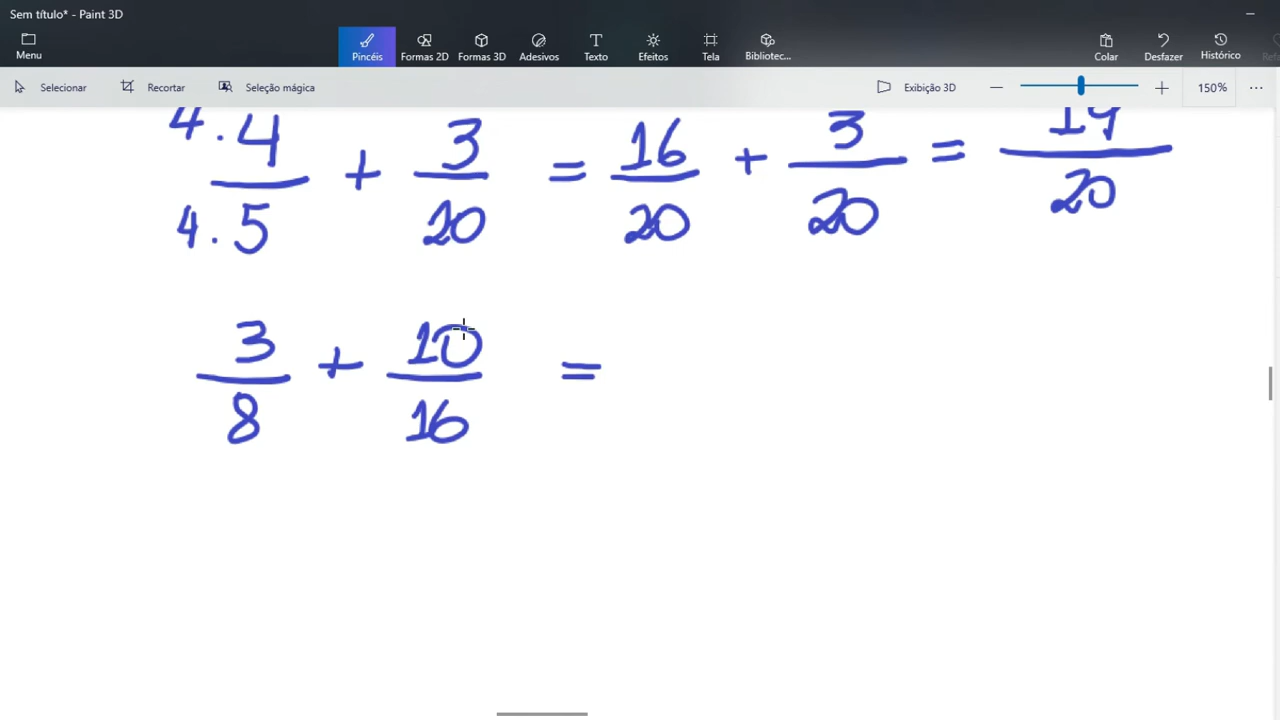 Sem título* - Paint 3D
Menu Pincéis Formas 2D Formas 3D Adesivos Texto Efeitos Tela Bibliotec... Colar Desfazer Histórico
Selecionar Recortar Seleção mágica Exibição 3D 150%
4.4/4.5 + 3/20 = 16/20 + 3/20 = 19/20
3/8 + 10/16 =